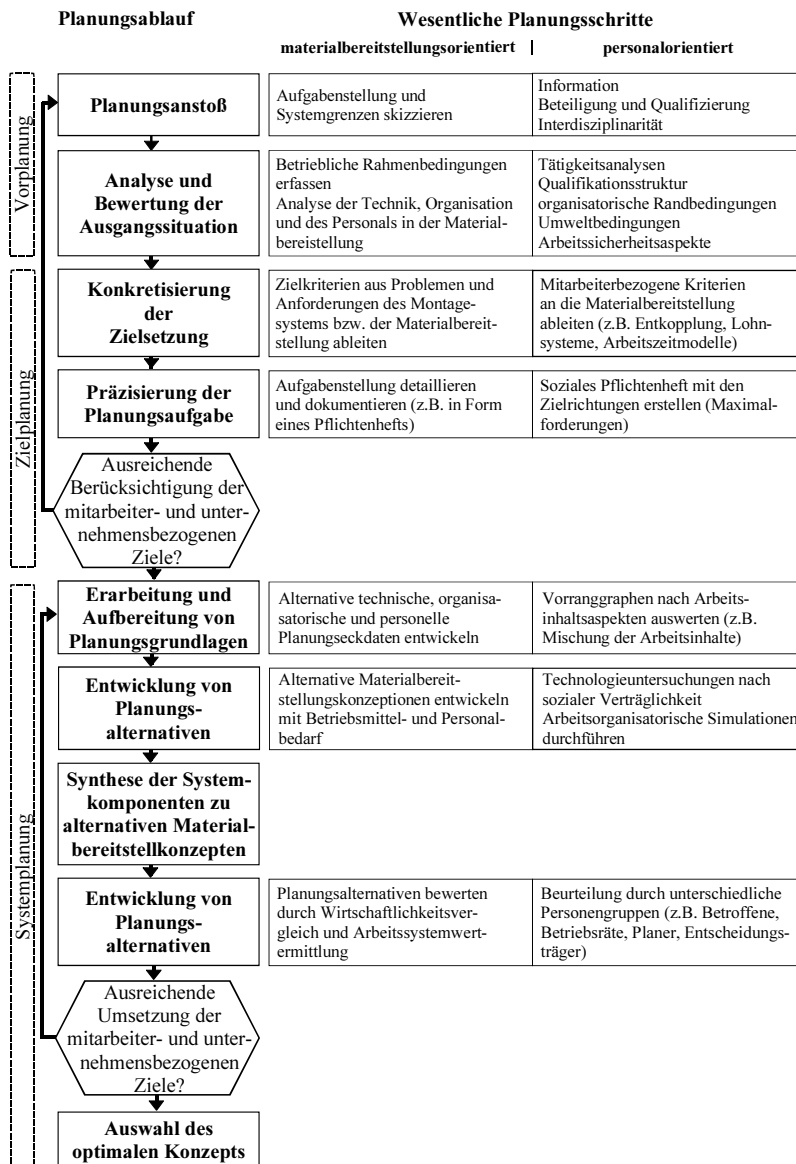 Planungsablauf
Wesentliche Planungsschritte
materialbereitstellungsorientiert
personalorientiert
Vorplanung
Planungsanstoß
Aufgabenstellung und
Systemgrenzen skizzieren
Information
Beteiligung und Qualifizierung
Interdisziplinarität
Analyse und
Bewertung der
Ausgangssituation
Betriebliche Rahmenbedingungen
erfassen
Analyse der Technik, Organisation
und des Personals in der Material-
bereistellung
Tätigkeitsanalysen
Qualifikationsstruktur
organisatorische Randbedingungen
Umweltbedingungen
Arbeitssicherheitsaspekte
Zielplanung
Konkretisierung
der
Zielsetzung
Zielkriterien aus Problemen und
Anforderungen des Montage-
systems bzw. der Materialbereit-
stellung ableiten
Mitarbeiterbezogene Kriterien
an die Materialbereitstellung
ableiten (z.B. Entkopplung, Lohn-
systeme, Arbeitszeitmodelle)
Präzisierung der
Planungsaufgabe
Aufgabenstellung detaillieren
und dokumentieren (z.B. in Form
eines Pflichtenhefts)
Soziales Pflichtenheft mit den
Zielrichtungen erstellen (Maximal-
forderungen)
Ausreichende
Berücksichtigung der
mitarbeiter- und unter-
nehmensbezogenen
Ziele?
Systemplanung
Erarbeitung und
Aufbereitung von
Planungsgrundlagen
Alternative technische, organisa-
satorische und personelle
Planungseckdaten entwickeln
Vorranggraphen nach Arbeits-
inhaltsaspekten auswerten (z.B.
Mischung der Arbeitsinhalte)
Entwicklung von
Planungs-
alternativen
Alternative Materialbereit-
stellungskonzeptionen entwickeln
mit Betriebsmittel- und Personal-
bedarf
Technologieuntersuchungen nach
sozialer Verträglichkeit
Arbeitsorganisatorische Simulationen
durchführen
Synthese der System-
komponenten zu
alternativen Material-
bereitstellkonzepten
Entwicklung von
Planungs-
alternativen
Planungsalternativen bewerten
durch Wirtschaftlichkeitsver-
gleich und Arbeitssystemwert-
ermittlung
Beurteilung durch unterschiedliche
Personengruppen (z.B. Betroffene,
Betriebsräte, Planer, Entscheidungs-
träger)
Ausreichende
Umsetzung der
mitarbeiter- und unter-
nehmensbezogenen
Ziele?
Auswahl des
optimalen Konzepts